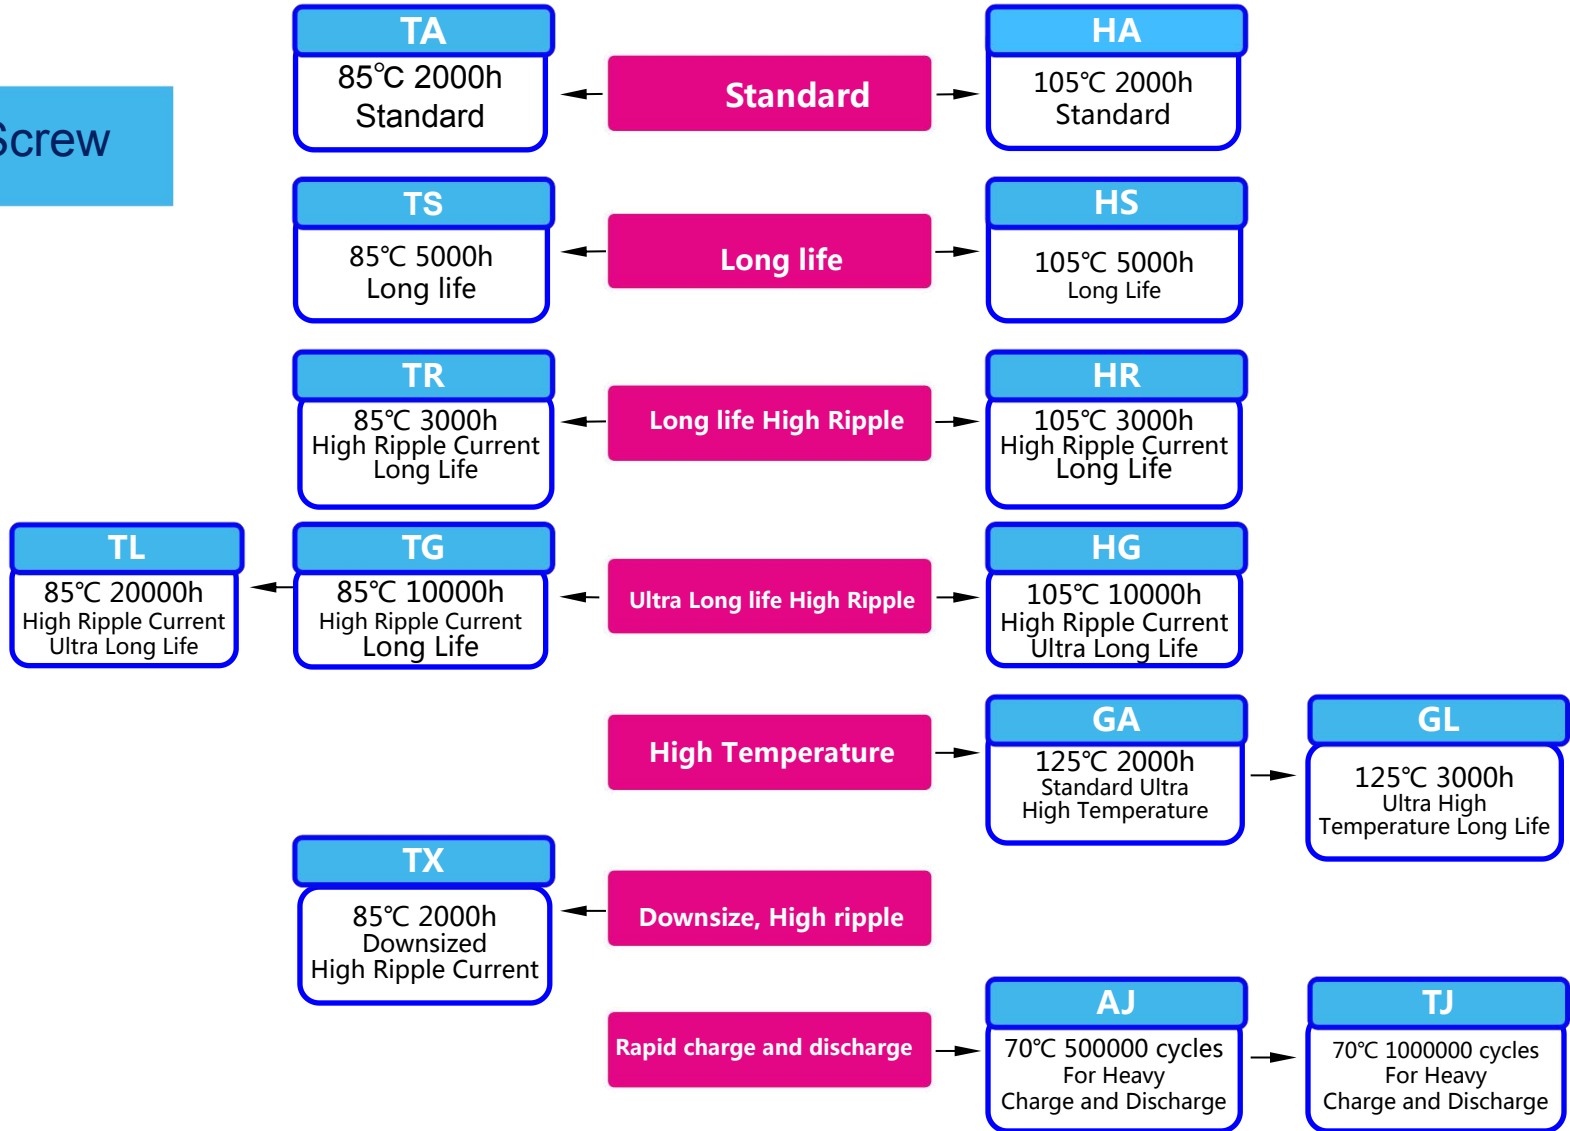 Screw
TA
85℃ 2000h
Standard
Standard
HA
105℃ 2000h
Standard
TS
85℃ 5000h
Long life
Long life
HS
105℃ 5000h
Long Life
TR
85℃ 3000h
High Ripple Current
Long Life
Long life High Ripple
HR
105℃ 3000h
High Ripple Current
Long Life
TL
85℃ 20000h
High Ripple Current
Ultra Long Life
TG
85℃ 10000h
High Ripple Current
Long Life
Ultra Long life High Ripple
HG
105℃ 10000h
High Ripple Current
Ultra Long Life
High Temperature
GA
125℃ 2000h
Standard Ultra
High Temperature
GL
125℃ 3000h
Ultra High
Temperature Long Life
TX
85℃ 2000h
Downsized
High Ripple Current
Downsize, High ripple
Rapid charge and discharge
AJ
70℃ 500000 cycles
For Heavy
Charge and Discharge
TJ
70℃ 1000000 cycles
For Heavy
Charge and Discharge